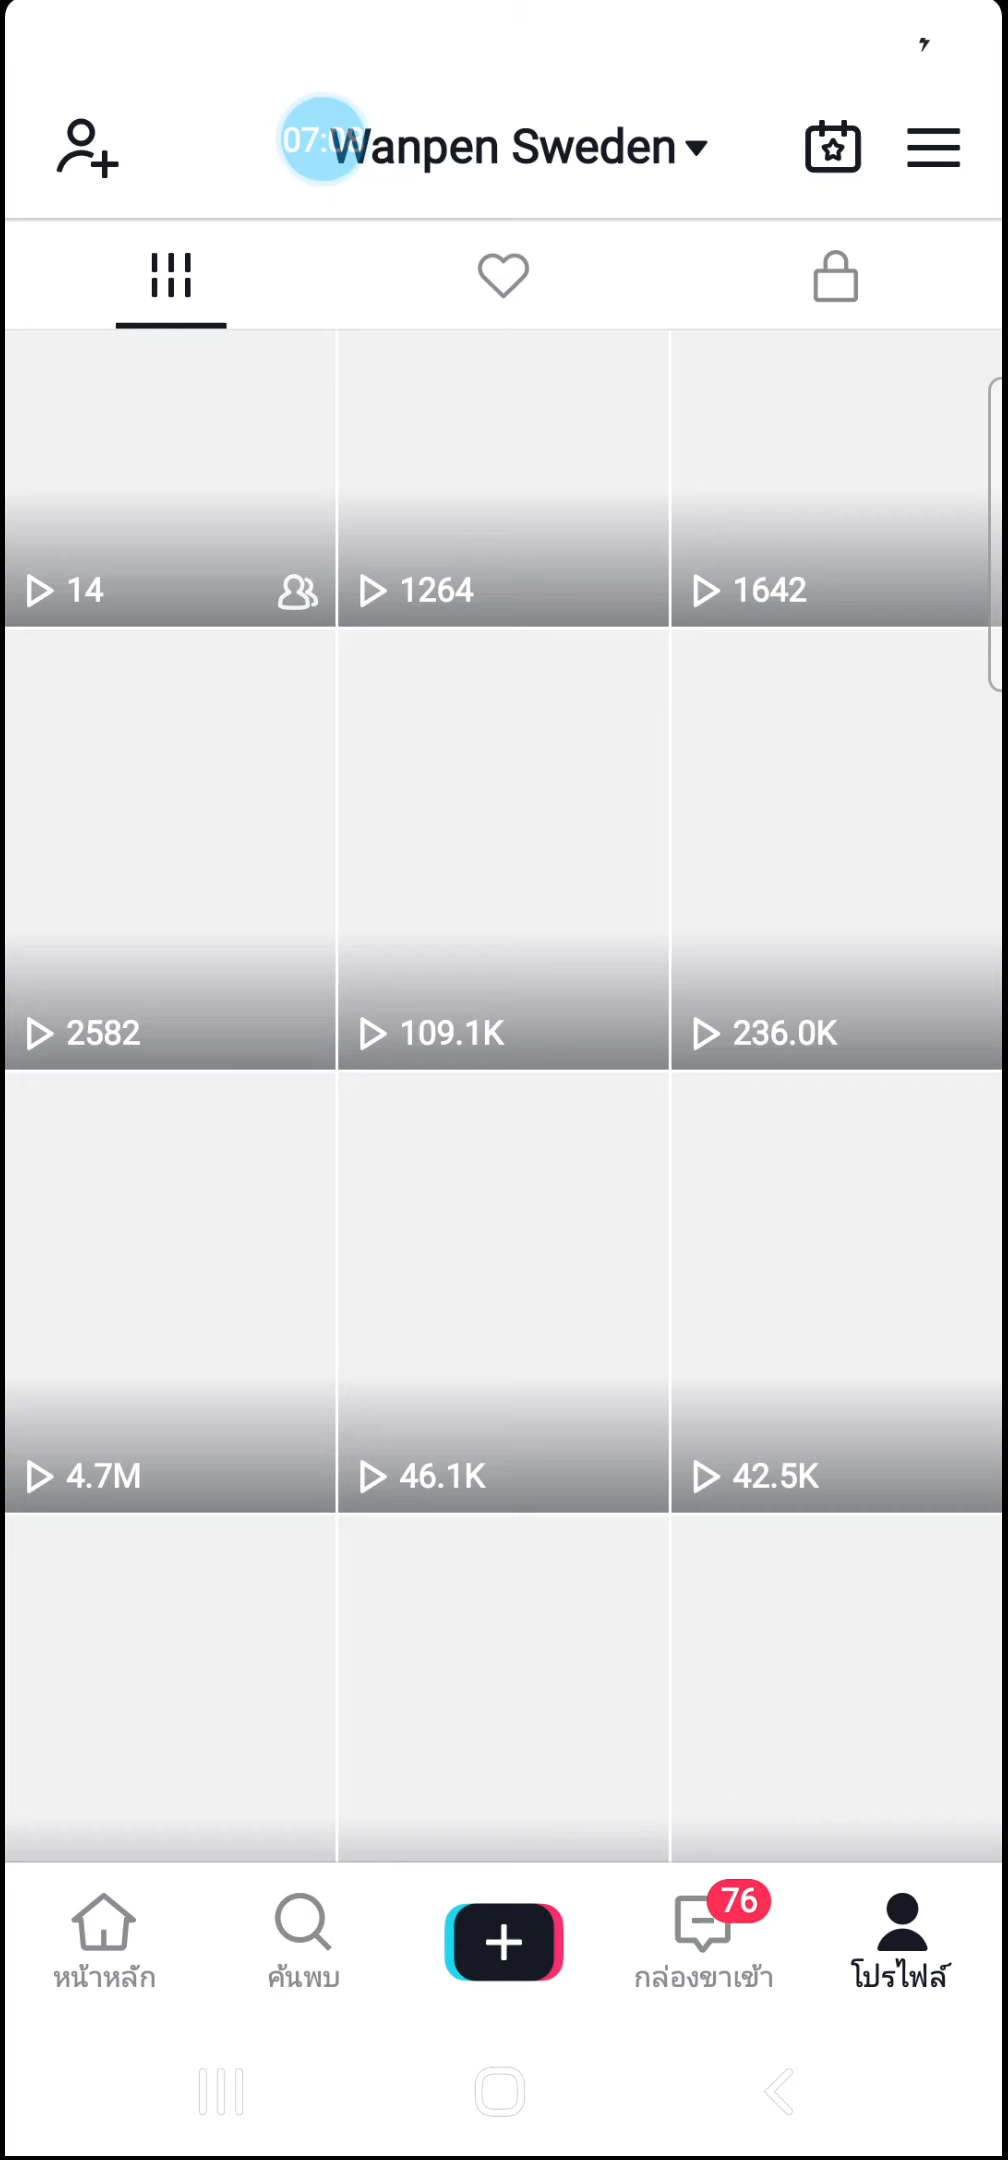 Wanpen Sweden
14
1264
1642
2582
109.1K
236.0K
4.7M
46.1K
42.5K
76
หน้าหลัก
ค้นพบ
กล่องขาเข้า
โปรไฟล์